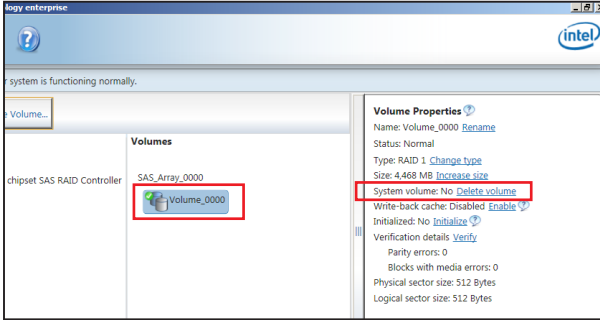 logy enterprise
intel
r system is functioning normally.
e Volume...
Volumes
chipset SAS RAID Controller
SAS_Array_0000
Volume_0000
Volume Properties
Name: Volume_0000 Rename
Status: Normal
Type: RAID 1 Change type
Size: 4,468 MB Increase size
System volume: No Delete volume
Write-back cache: Disabled Enable
Initialized: No Initialize
Verification details Verify
Parity errors: 0
Blocks with media errors: 0
Physical sector size: 512 Bytes
Logical sector size: 512 Bytes